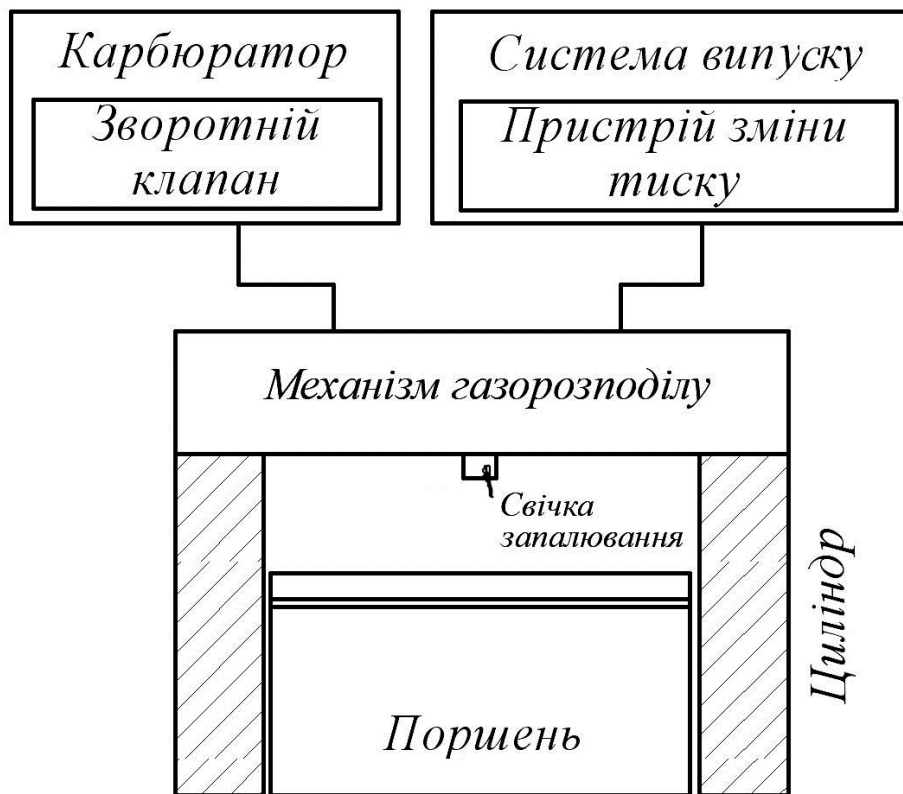 Карбюратор
Зворотній
клапан
Система випуску
Пристрій зміни
тиску
Механізм газорозподілу
Свічка
запалювання
Циліндр
Поршень